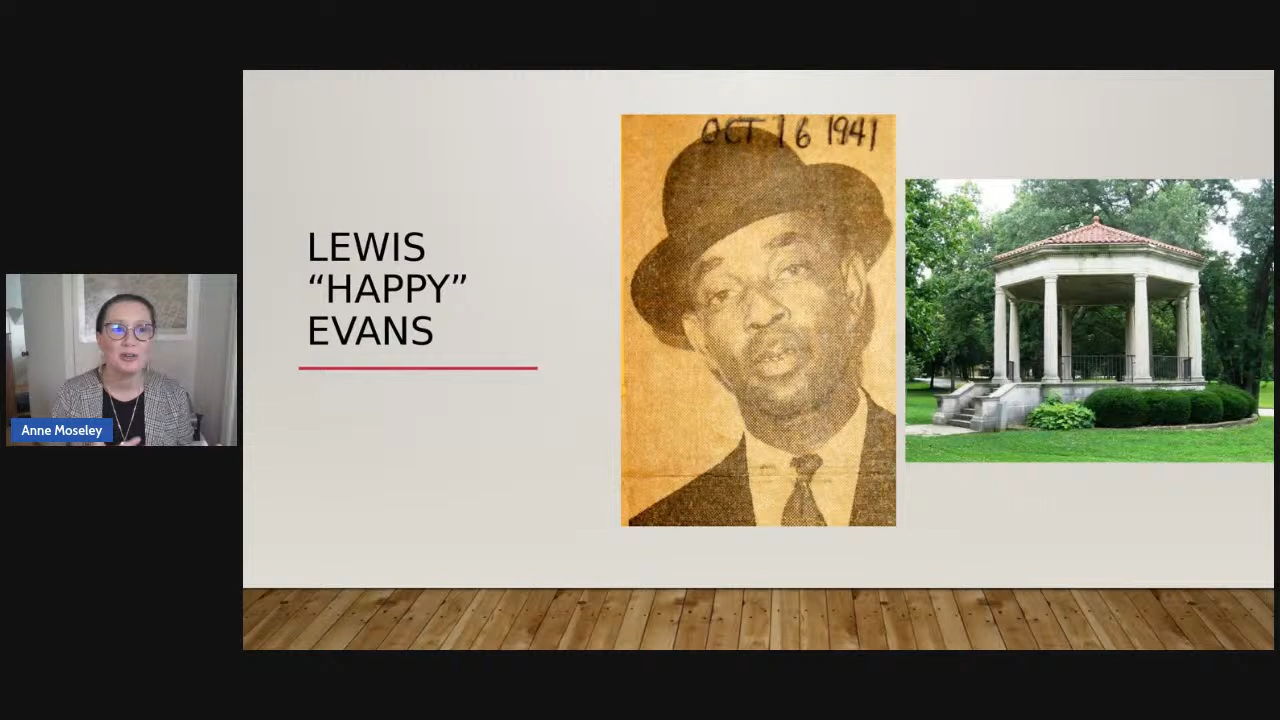 LEWIS
“HAPPY”
EVANS
OCT 16 1941
Anne Moseley